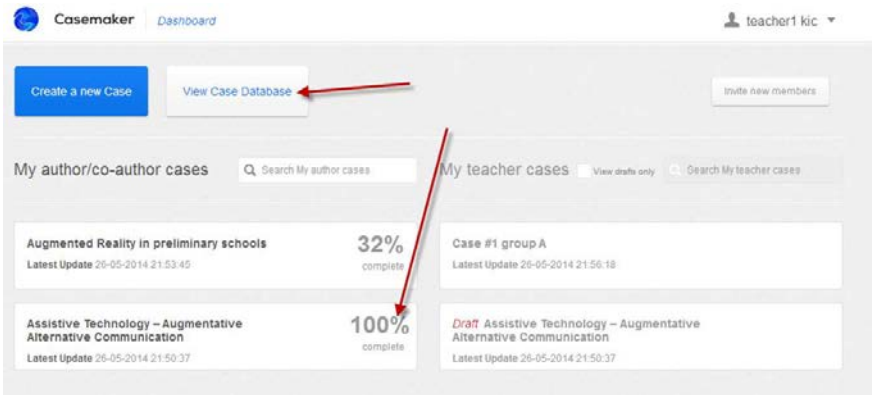 Casemaker Dashboard
teacher1 kic
Create a new Case
View Case Database
Invite new members
My author/co-author cases
Search My author cases
My teacher cases
View drafts only
Search My teacher cases
Augmented Reality in preliminary schools
Latest Update 26-05-2014 21:53:45
32%
complete
Case #1 group A
Latest Update 26-05-2014 21:56:18
Assistive Technology – Augmentative
Alternative Communication
Latest Update 26-05-2014 21:50:37
100%
complete
Draft Assistive Technology – Augmentative
Alternative Communication
Latest Update 26-05-2014 21:50:37